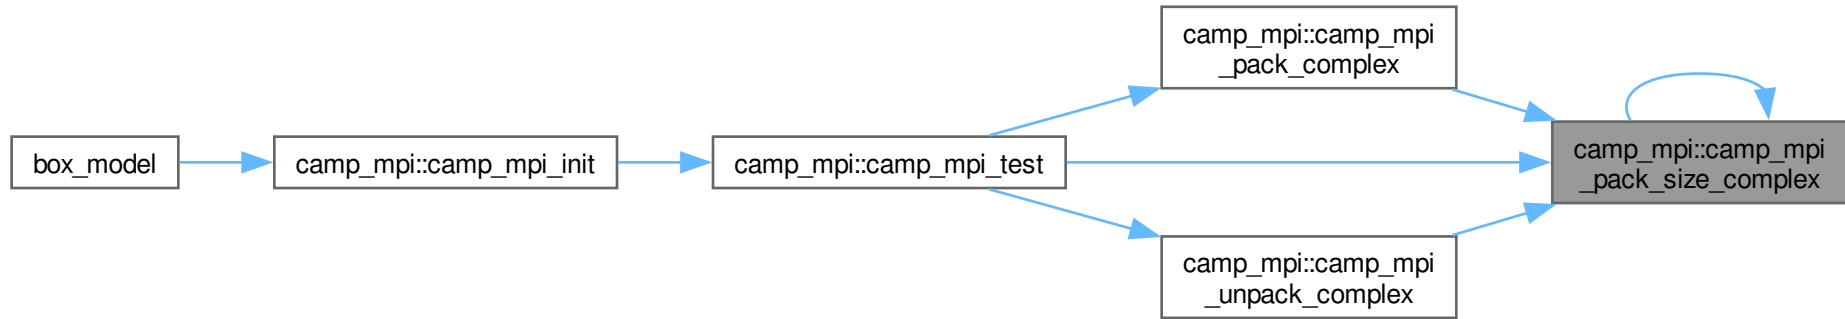 box_model
camp_mpi::camp_mpi_init
camp_mpi::camp_mpi_test
camp_mpi::camp_mpi
_pack_complex
camp_mpi::camp_mpi
_unpack_complex
camp_mpi::camp_mpi
_pack_size_complex